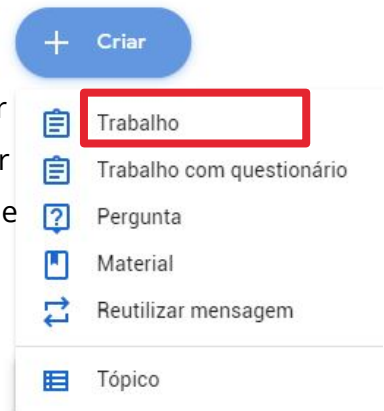 Criar
r
Trabalho
r
Trabalho com questionário
e
Pergunta
Material
Reutilizar mensagem
Tópico